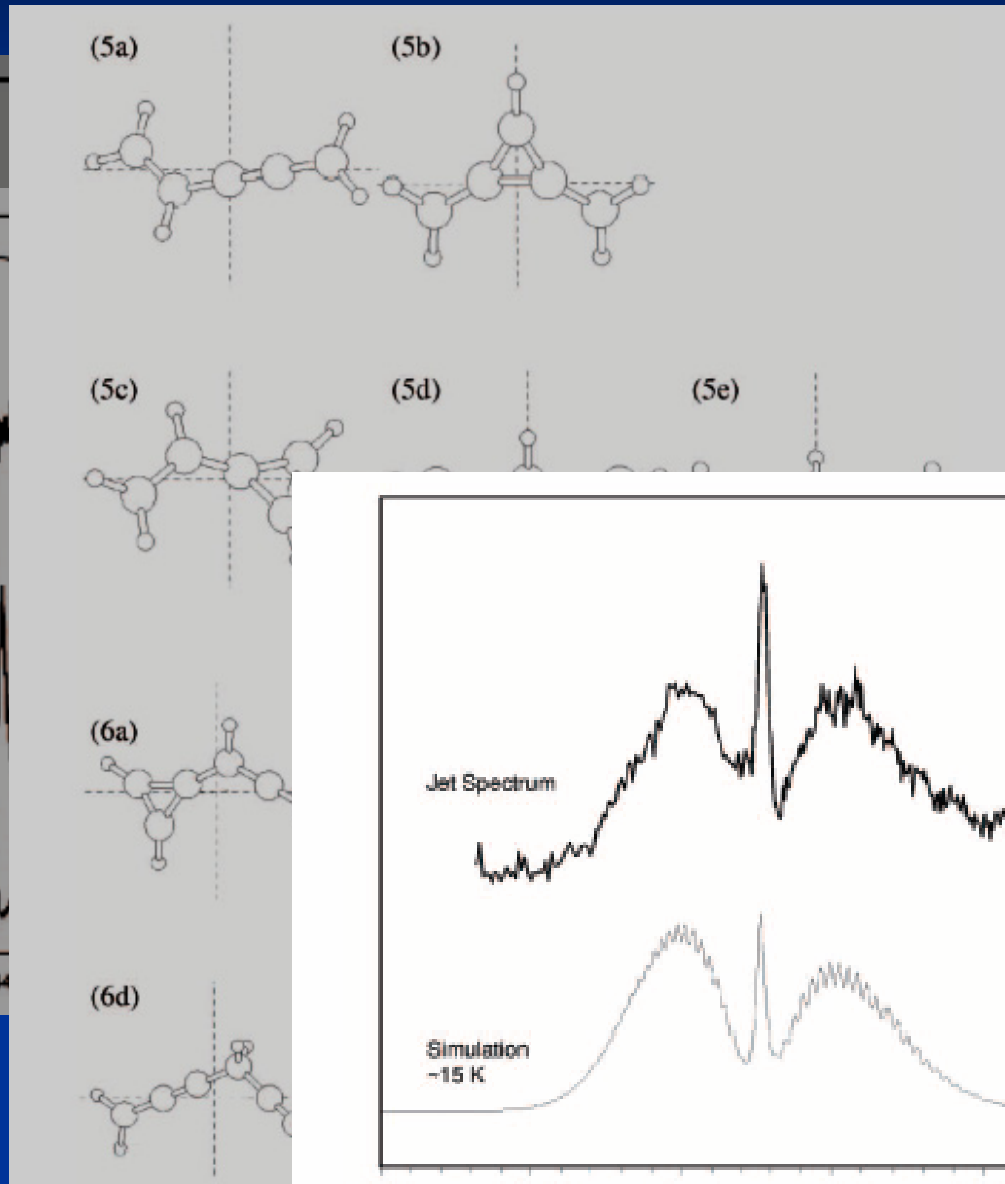 (5a) (5b)
(5c) (5d) (5e)
(6a)
Jet Spectrum
(6d)
Simulation
~15 K